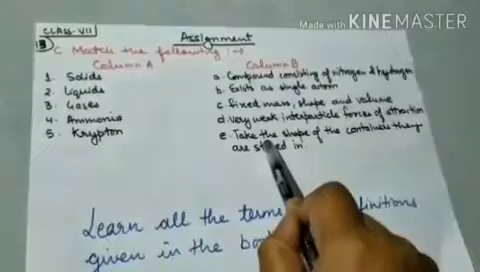 Made with KINEMASTER
CLASS-VII
Assignment
C Match the following :→
Column A
Column B
1. Solids
2. Liquids
3. Gases
4. Ammonia
5. Krypton
a. Compound consisting of nitrogen & hydrogen
b. Exists as single atom
c. Fixed mass, shape and volume
d. Very weak interparticle forces of attraction
e. Take the shape of the containers they
are in.
Learn all the terms
given in the